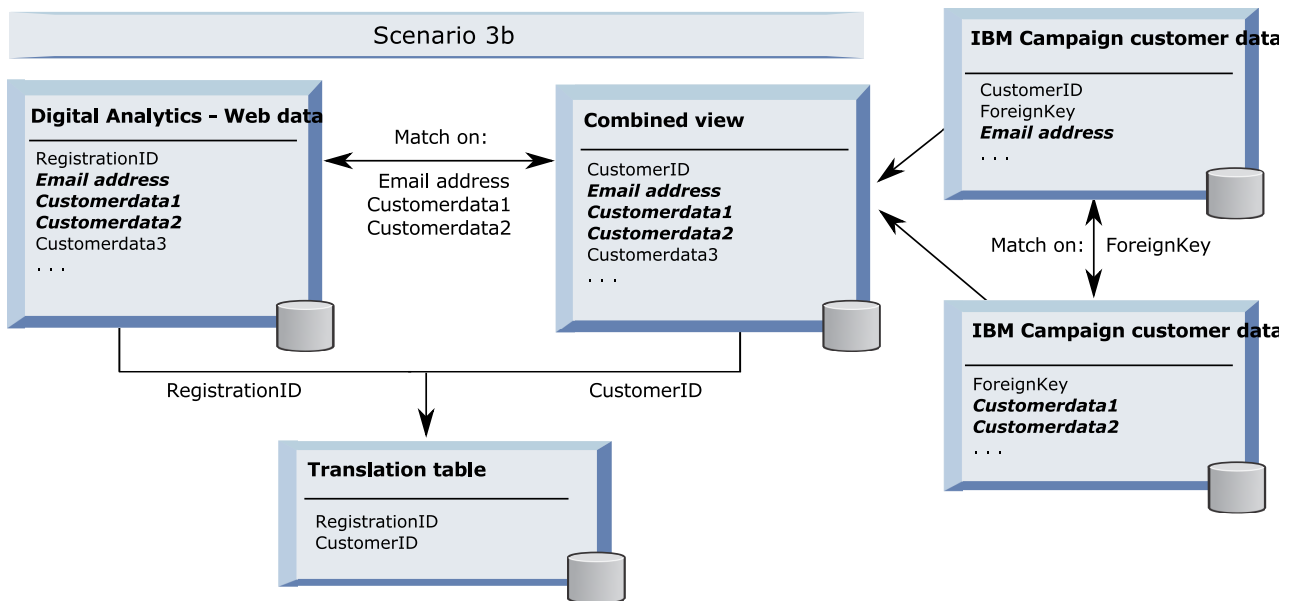 Scenario 3b
Digital Analytics - Web data
RegistrationID
Email address
Customerdata1
Customerdata2
Customerdata3
. . .
Match on:
Email address
Customerdata1
Customerdata2
Combined view
CustomerID
Email address
Customerdata1
Customerdata2
Customerdata3
. . .
IBM Campaign customer data
CustomerID
ForeignKey
Email address
. . .
Match on: ForeignKey
IBM Campaign customer data
ForeignKey
Customerdata1
Customerdata2
. . .
RegistrationID
CustomerID
Translation table
RegistrationID
CustomerID